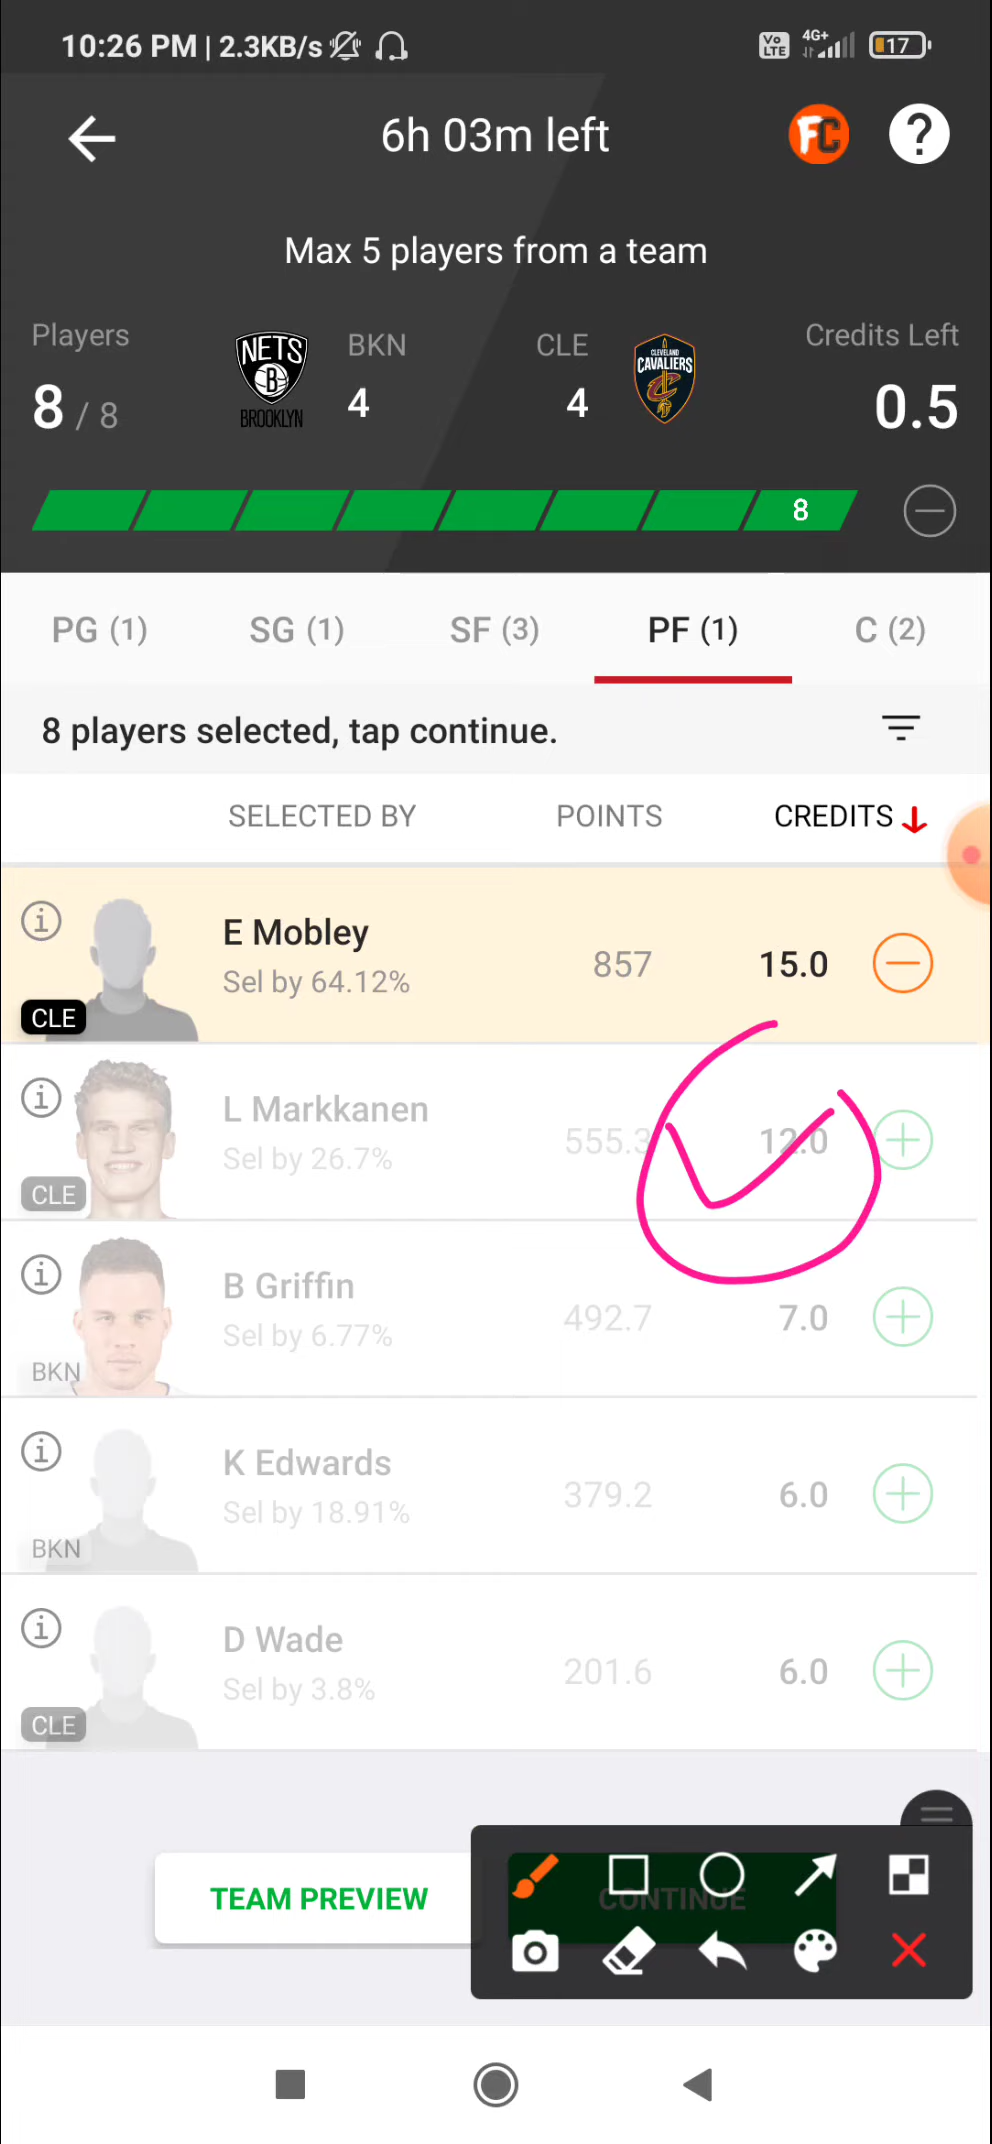 10:26 PM | 2.3KB/s Vo LTE 4G+ 17
6h 03m left FC ?
Max 5 players from a team
Players BKN CLE Credits Left
8 / 8 4 4 0.5
NETS B BROOKLYN
CLEVELAND CAVALIERS C
8
PG (1) SG (1) SF (3) PF (1) C (2)
8 players selected, tap continue.
SELECTED BY POINTS CREDITS
E Mobley
Sel by 64.12% 857 15.0
CLE
L Markkanen
Sel by 26.7% 555.3 12.0
CLE
B Griffin
Sel by 6.77% 492.7 7.0
BKN
K Edwards
Sel by 18.91% 379.2 6.0
BKN
D Wade
Sel by 3.8% 201.6 6.0
CLE
TEAM PREVIEW CONTINUE